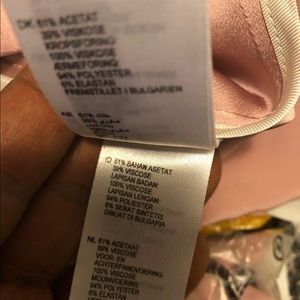 DK 61% ACETAT
39% VISKOSE
KROPSFORING
100% VISKOSE
ÆRMEFORING
94% POLYESTER
6% ELASTAN
FREMSTILLET I BULGARIEN
61%
ID 61% BAHAN ASETAT
39% VISCOSE
LAPISAN BADAN:
100% VISCOSE
LAPISAN LENGAN:
94% POLIESTER
6% SERAT SINTETIS
DIBUAT DI BULGARIA
NL 61% ACETAAT
39% VISCOSE
VOOR- EN
ACHTERPANDVOERING
100% VISCOSE
MOUWVOERING
94% POLYESTER
6% ELASTAN